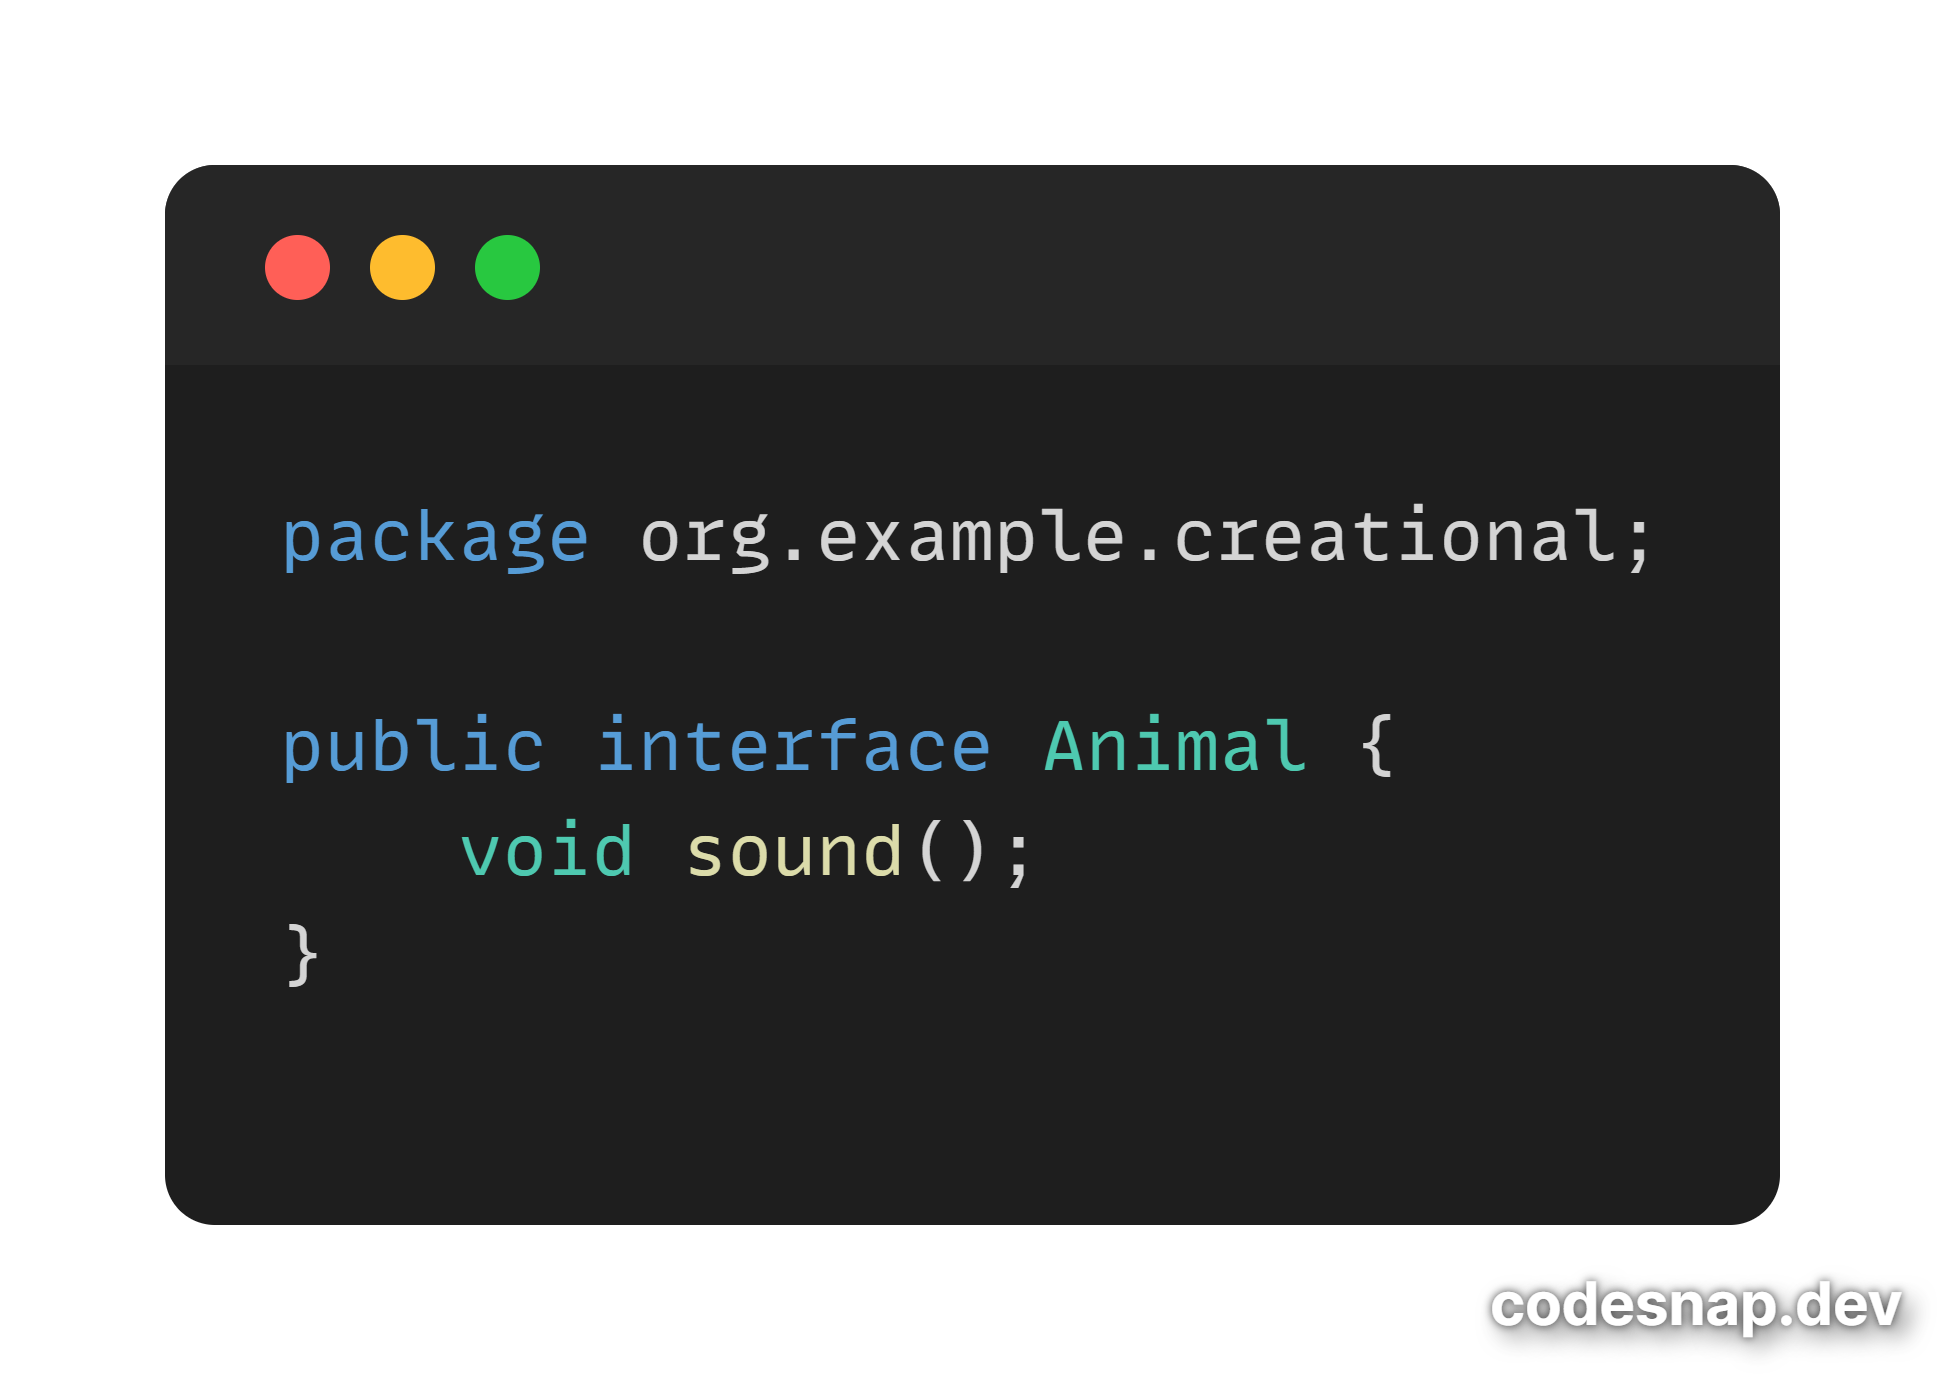 package org.example.creational;
public interface Animal {
    void sound();
}
codesnap.dev